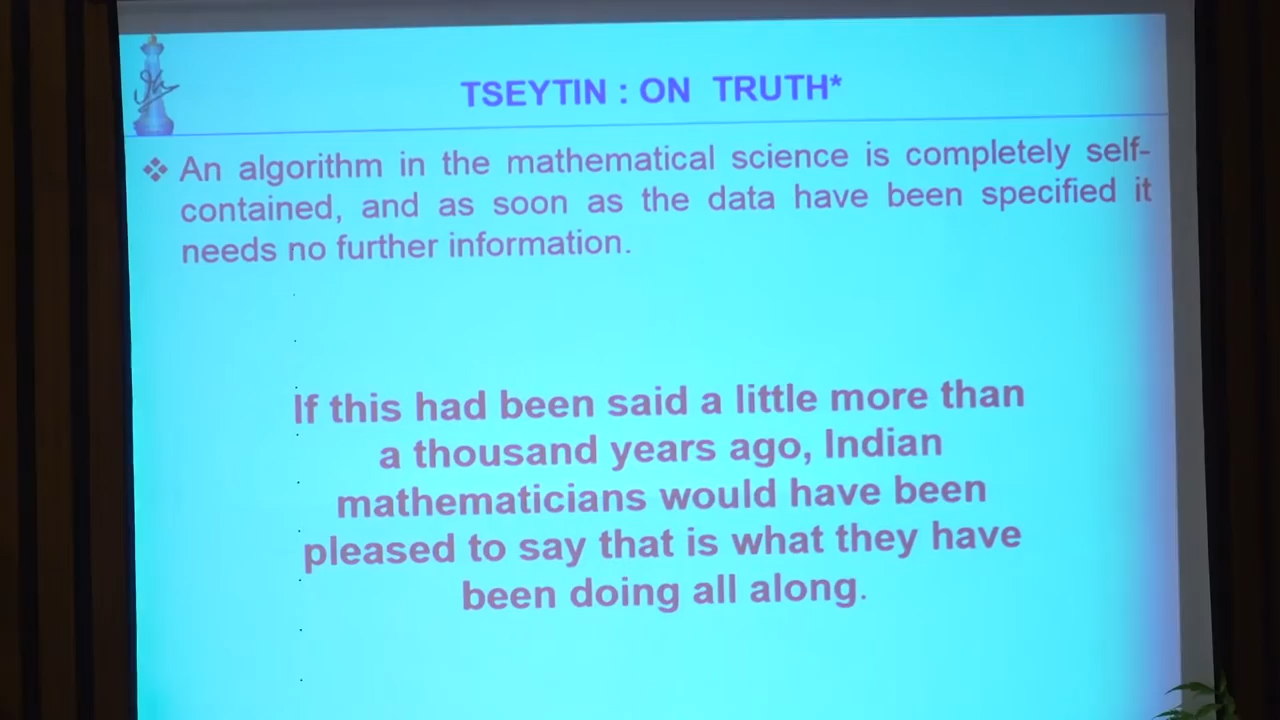 TSEYTIN : ON TRUTH*
❖ An algorithm in the mathematical science is completely self-
contained, and as soon as the data have been specified it
needs no further information.
If this had been said a little more than
a thousand years ago, Indian
mathematicians would have been
pleased to say that is what they have
been doing all along.